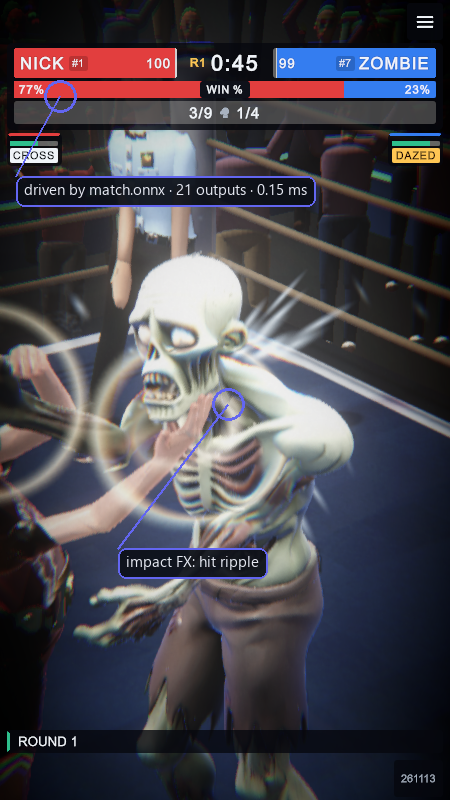 NICK #1 100 R1 0:45 99 #7 ZOMBIE
77% WIN % 23%
3/9 1/4
CROSS DAZED
driven by match.onnx · 21 outputs · 0.15 ms
impact FX: hit ripple
ROUND 1
261113